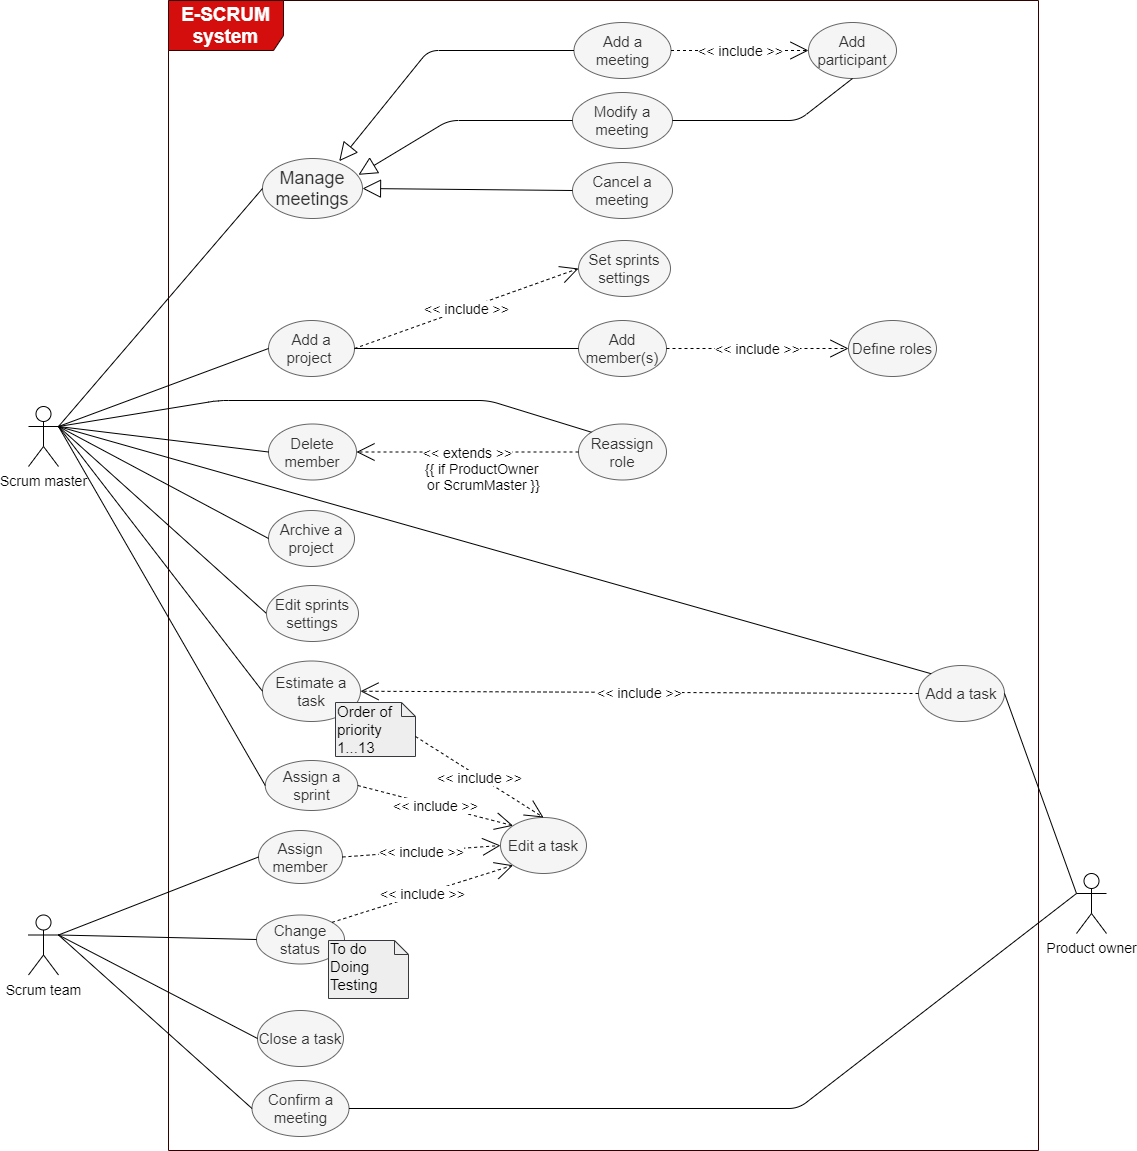 E-SCRUM
system
Add a
meeting
<< include >>
Add
participant
Modify a
meeting
Manage
meetings
Cancel a
meeting
Set sprints
settings
<< include >>
Add a
project
Add
member(s)
<< include >>
Define roles
Scrum master
Delete
member
<< extends >>
{{ if ProductOwner
or ScrumMaster }}
Reassign
role
Archive a
project
Edit sprints
settings
Estimate a
task
<< include >>
Add a task
Order of
priority
1...13
<< include >>
Assign a
sprint
<< include >>
Edit a task
Assign
member
<< include >>
<< include >>
Change
status
To do
Doing
Testing
Scrum team
Product owner
Close a task
Confirm a
meeting